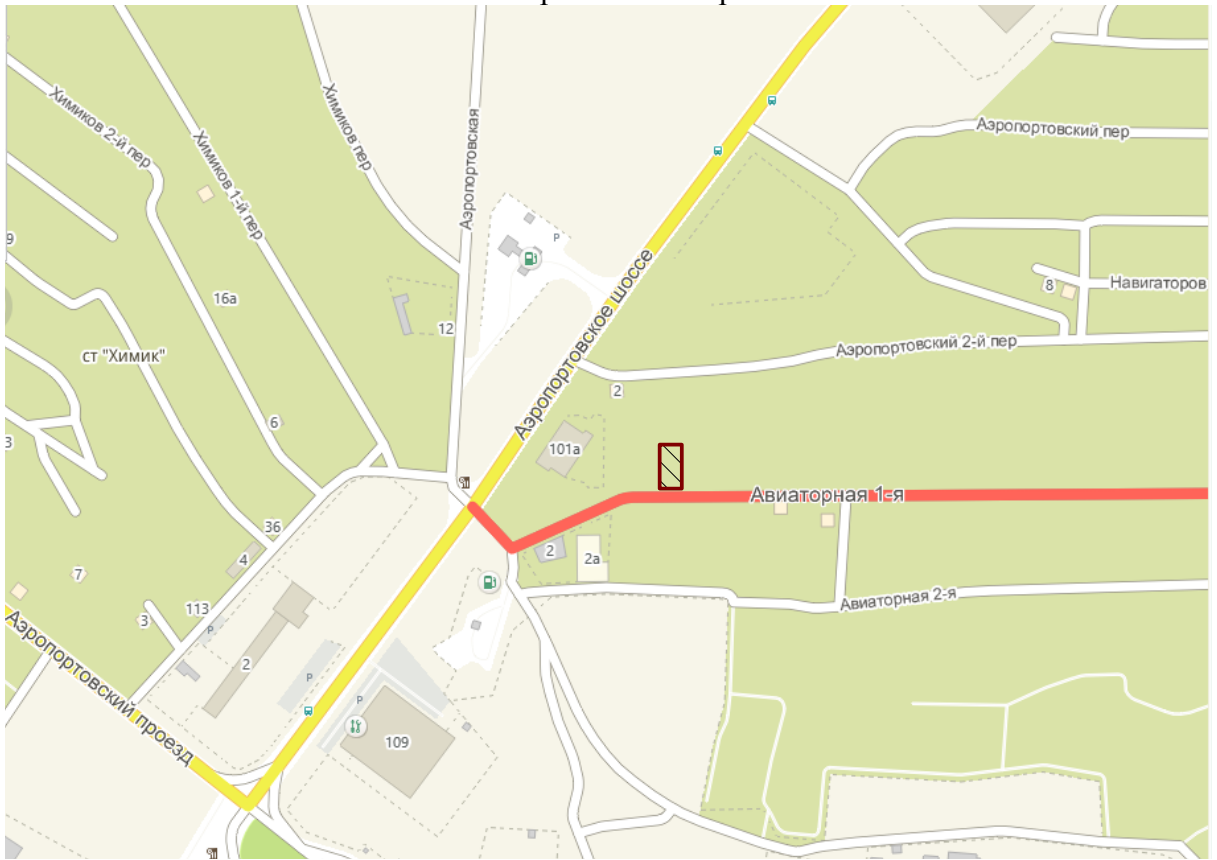 Аэропортовский пер
Химиков 2-й пер
Химиков 1-й пер
Химиков пер
Аэропортовская
P
9
16а
8
Навигаторов
12
Аэропортовское шоссе
ст "Химик"
Аэропортовский 2-й пер
2
6
3
101а
Авиаторная 1-я
36
4
2
2а
7
Авиаторная 2-я
113
3
P
Аэропортовский проезд
2
P
P
109